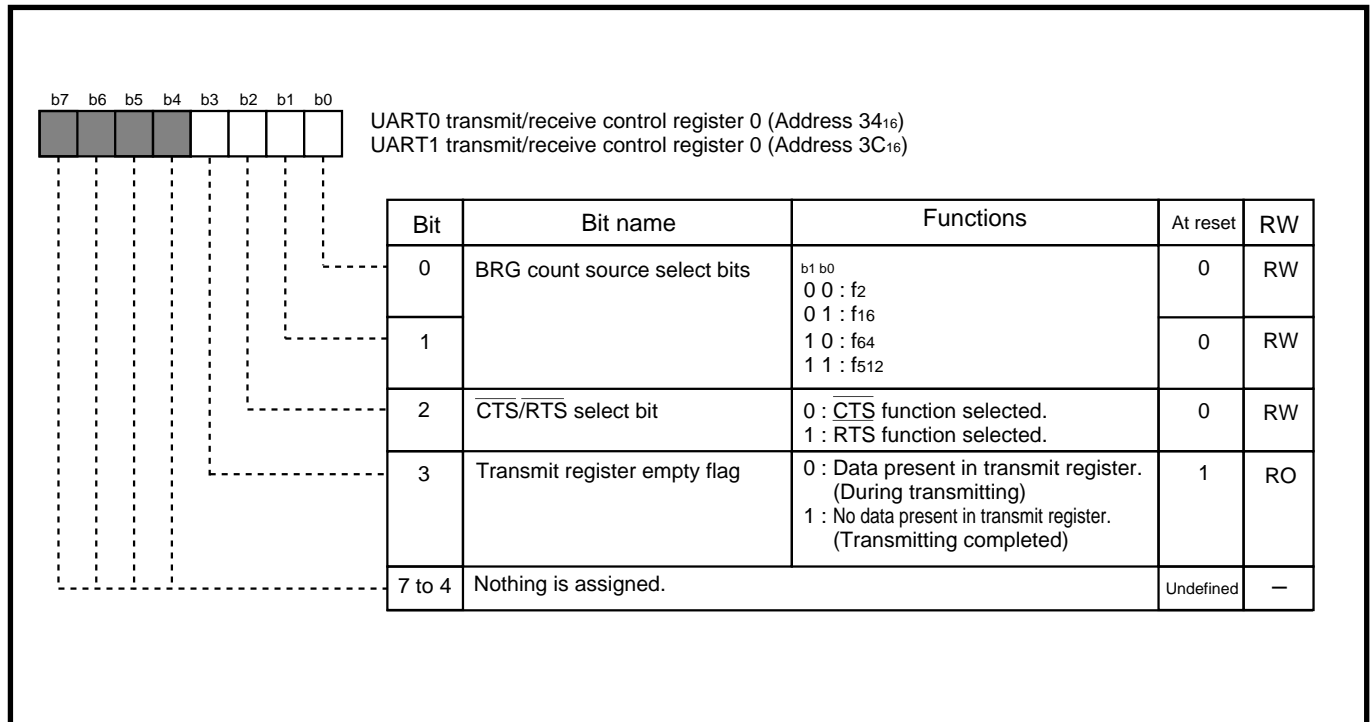 b7 b6 b5 b4 b3 b2 b1 b0
UART0 transmit/receive control register 0 (Address 34₁₆)
UART1 transmit/receive control register 0 (Address 3C₁₆)
Bit Bit name Functions At reset RW
0 BRG count source select bits b1 b0 0 RW
0 0 : f₂
0 1 : f₁₆
1 1 0 : f₆₄ 0 RW
1 1 : f₅₁₂
2 C̅T̅S̅/R̅T̅S̅ select bit 0 : C̅T̅S̅ function selected. 0 RW
1 : R̅T̅S̅ function selected.
3 Transmit register empty flag 0 : Data present in transmit register. 1 RO
(During transmitting)
1 : No data present in transmit register.
(Transmitting completed)
7 to 4 Nothing is assigned. Undefined –